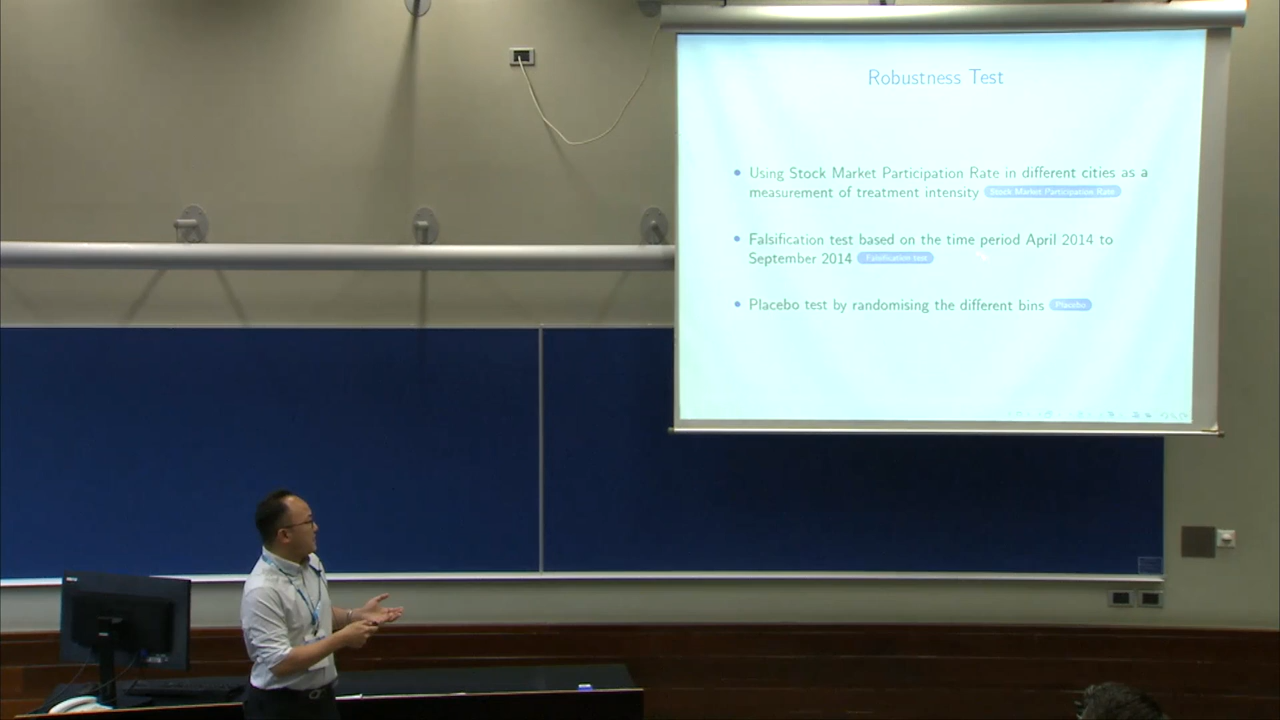 Robustness Test
Using Stock Market Participation Rate in different cities as a
measurement of treatment intensity Stock Market Participation Rate
Falsification test based on the time period April 2014 to
September 2014 Falsification test
Placebo test by randomising the different bins Placebo